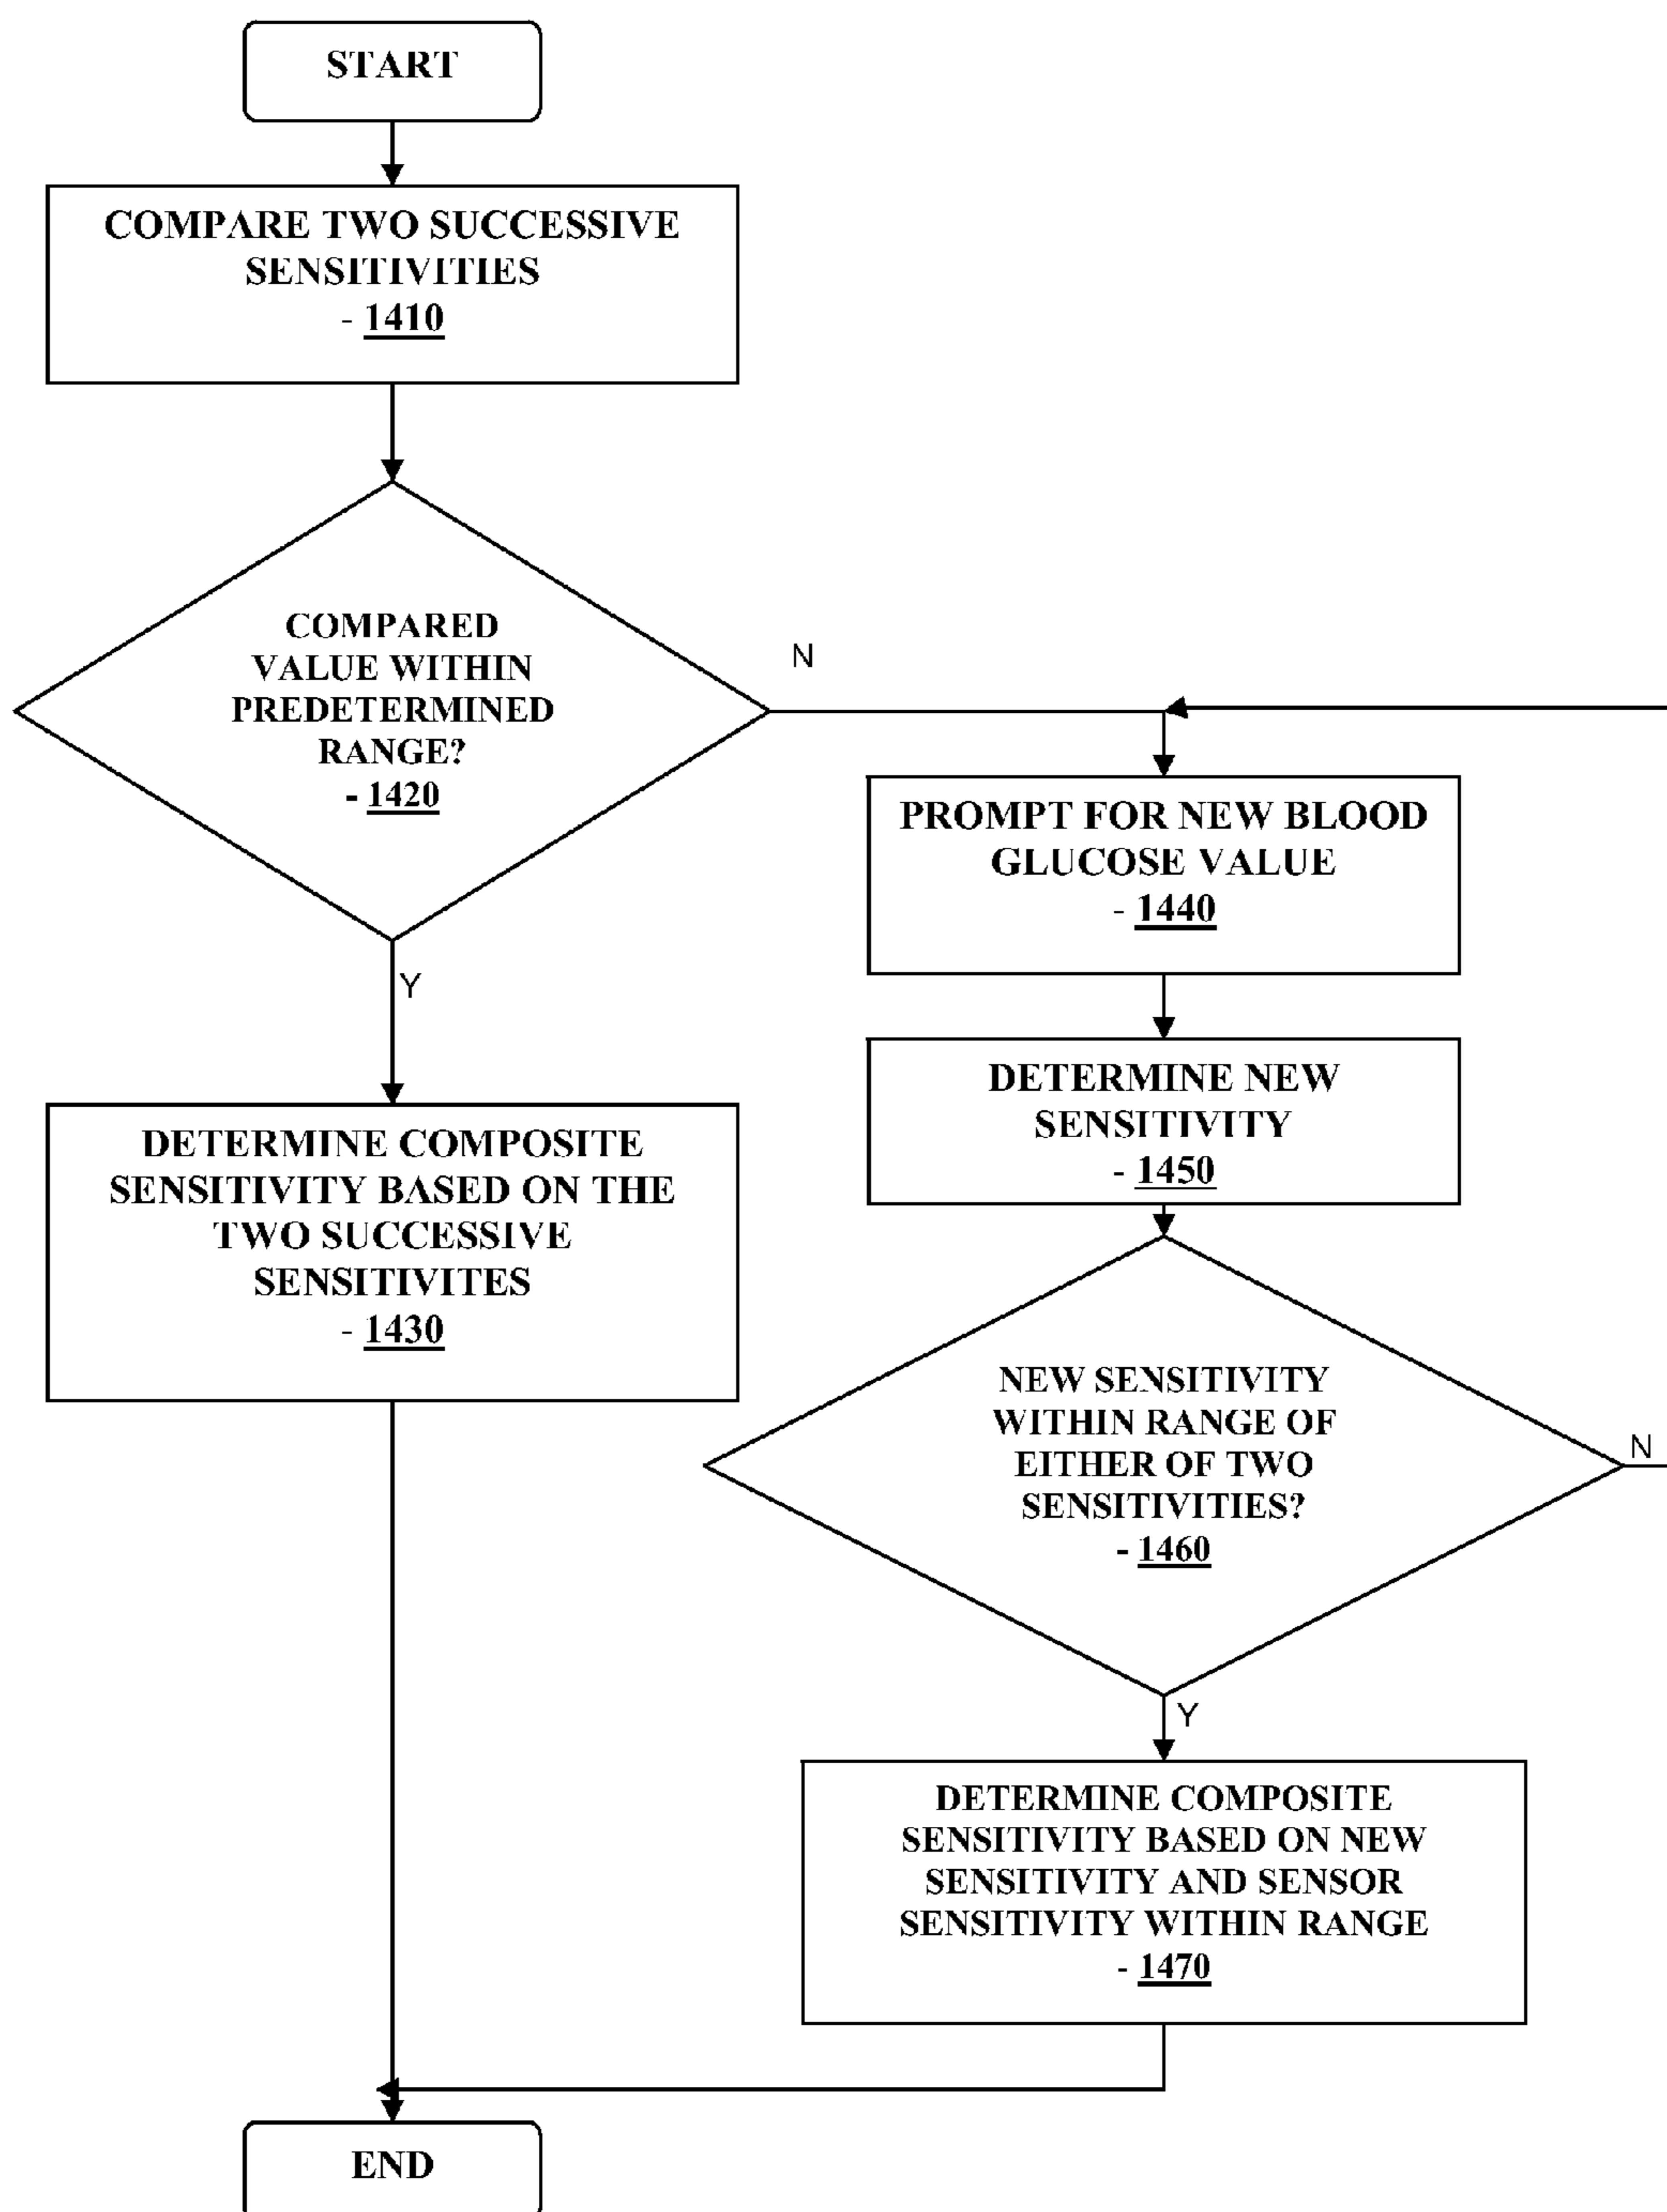 START
COMPARE TWO SUCCESSIVE
SENSITIVITIES
- 1410
COMPARED
VALUE WITHIN
PREDETERMINED
RANGE?
- 1420
N
Y
PROMPT FOR NEW BLOOD
GLUCOSE VALUE
- 1440
DETERMINE NEW
SENSITIVITY
- 1450
DETERMINE COMPOSITE
SENSITIVITY BASED ON THE
TWO SUCCESSIVE
SENSITIVITES
- 1430
NEW SENSITIVITY
WITHIN RANGE OF
EITHER OF TWO
SENSITIVITIES?
- 1460
N
Y
DETERMINE COMPOSITE
SENSITIVITY BASED ON NEW
SENSITIVITY AND SENSOR
SENSITIVITY WITHIN RANGE
- 1470
END